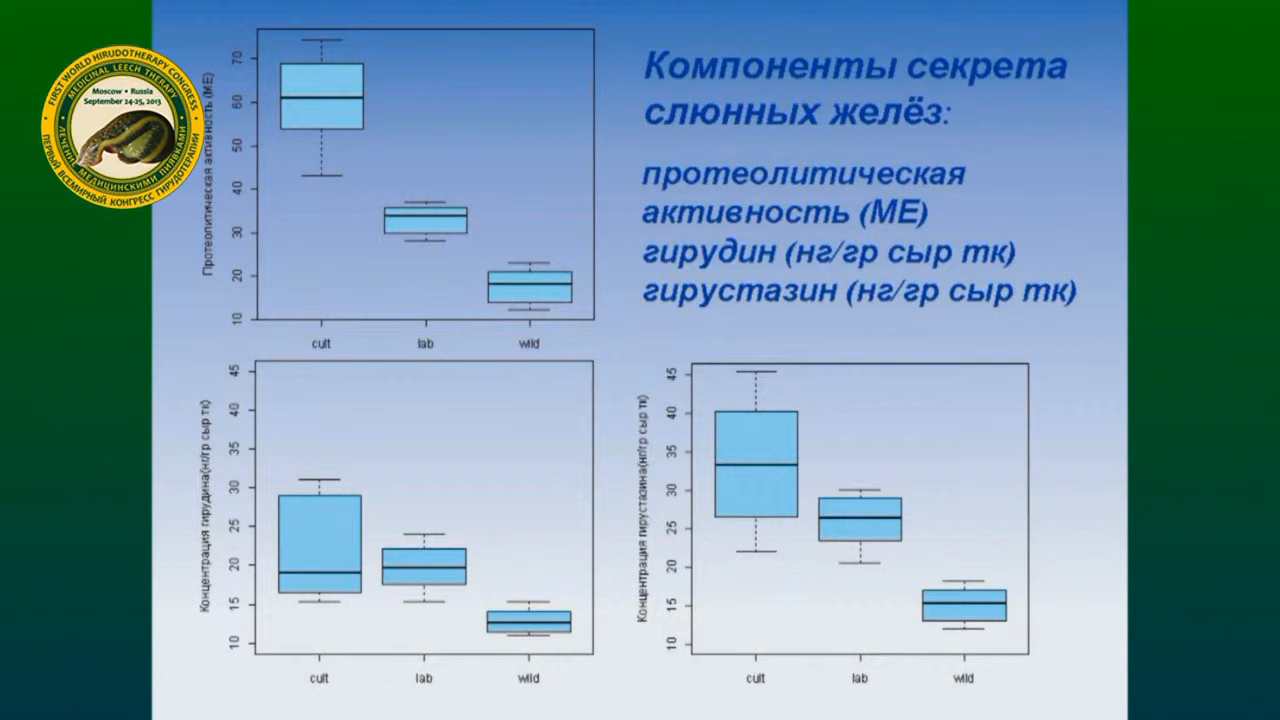 FIRST WORLD HIRUDOTHERAPY CONGRESS
MEDICINAL LEECH THERAPY
Moscow • Russia
September 24-25, 2013
ЛЕЧЕНИЕ МЕДИЦИНСКИМИ ПИЯВКАМИ
ПЕРВЫЙ ВСЕМИРНЫЙ КОНГРЕСС ГИРУДОТЕРАПИИ
Компоненты секрета
слюнных желёз:
протеолитическая
активность (МЕ)
гирудин (нг/гр сыр тк)
гирустазин (нг/гр сыр тк)
Протеолитическая активность (МЕ)
70
60
50
40
30
20
10
cult lab wild
Концентрация гирудина(нг/гр сыр тк)
45
40
35
30
25
20
15
10
cult lab wild
Концентрация гирустазина(нг/гр сыр тк)
45
40
35
30
25
20
15
10
cult lab wild